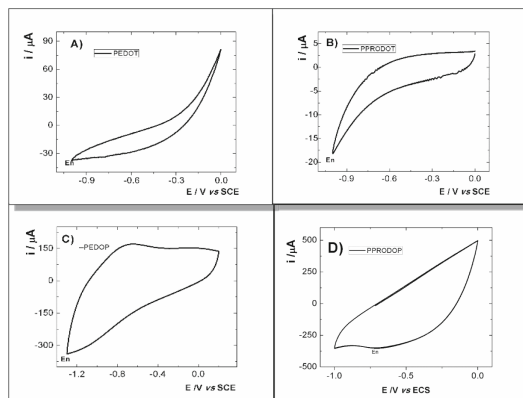 A)
PEDOT
i / µA
90
60
30
0
-30
En
-0.9
-0.6
-0.3
0.0
E / V vs SCE
B)
PPRODOT
i / µA
5
0
-5
-10
-15
-20
En
-0.9
-0.6
-0.3
0.0
E / V vs SCE
C)
PEDOP
i / µA
150
0
-150
-300
En
-1.2
-0.8
-0.4
0.0
E /V vs SCE
D)
PPRODOP
i / µA
500
250
0
-250
-500
En
-1.0
-0.5
0.0
E /V vs ECS